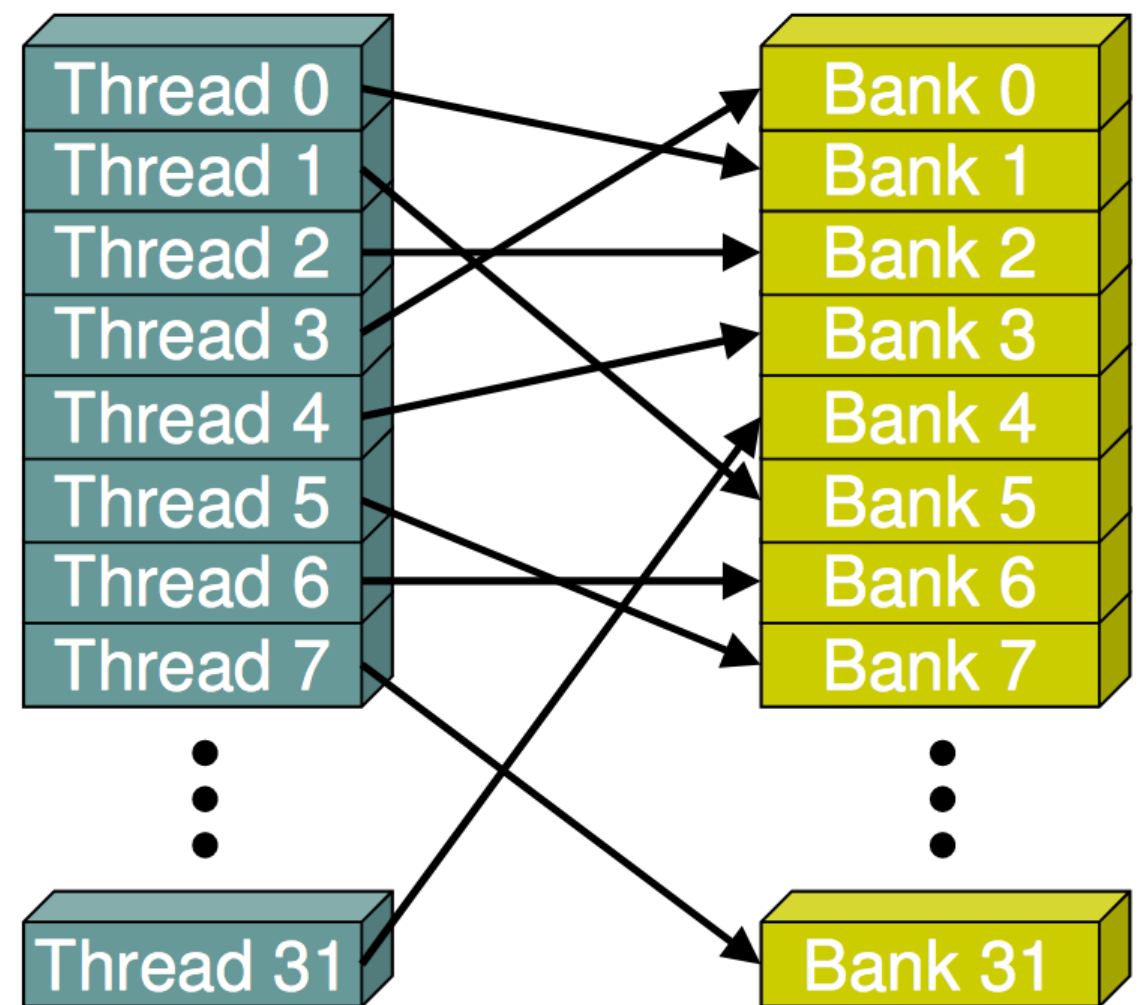 Thread 0
Thread 1
Thread 2
Thread 3
Thread 4
Thread 5
Thread 6
Thread 7
Thread 31
Bank 0
Bank 1
Bank 2
Bank 3
Bank 4
Bank 5
Bank 6
Bank 7
Bank 31